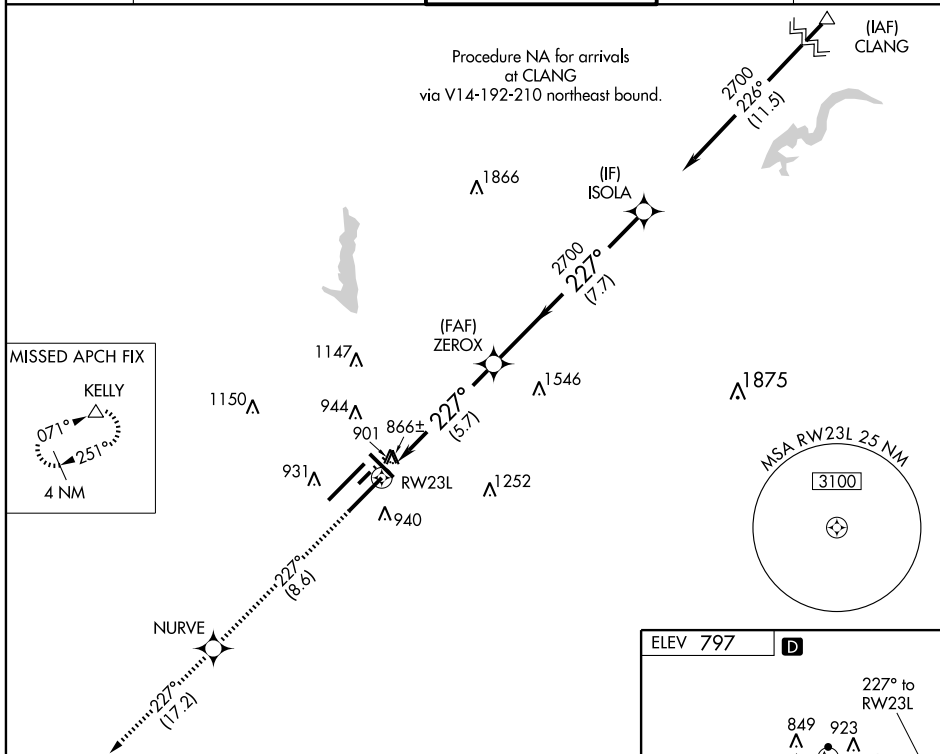 (IAF)
CLANG
Procedure NA for arrivals
at CLANG
via V14-192-210 northeast bound.
2700
226°
(11.5)
1866
(IF)
ISOLA
2700
227°
(7.7)
(FAF)
ZEROX
1147
MISSED APCH FIX
KELLY
071°
251°
4 NM
1150
944
1546
1875
227°
(5.7)
901
866±
931
RW23L
1252
940
MSA RW23L 25 NM
3100
227°
(8.6)
NURVE
227°
(17.2)
ELEV 797
D
227° to
RW23L
849
923